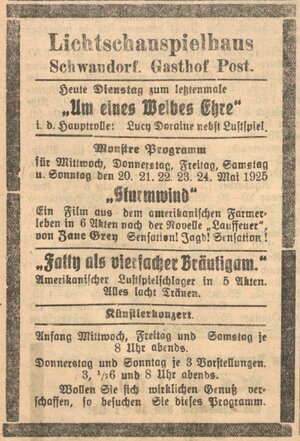 Lichtschauspielhaus
Schwandorf. Gasthof Post.
Heute Dienstag zum letztenmale
„Um eines Weibes Ehre“
i. d. Hauptrolle: Lucy Doraine nebst Lustspiel.
Monstre Programm
für Mittwoch, Donnerstag, Freitag, Samstag
u. Sonntag den 20. 21. 22. 23. 24. Mai 1925
„Sturmwind“
Ein Film aus dem amerikanischen Farmer-
leben in 6 Akten nach der Novelle „Lauffeuer“
von Zane Grey Sensation! Jagd! Sensation!
„Fatty als vierfacher Bräutigam.“
Amerikanischer Lustspielschlager in 5 Akten.
Alles lacht Tränen.
Künstlerkonzert.
Anfang Mittwoch, Freitag und Samstag je
8 Uhr abends.
Donnerstag und Sonntag je 3 Vorstellungen.
3, ½6 und 8 Uhr abends.
Wollen Sie sich wirklichen Genuß ver-
schaffen, so besuchen Sie dieses Programm.